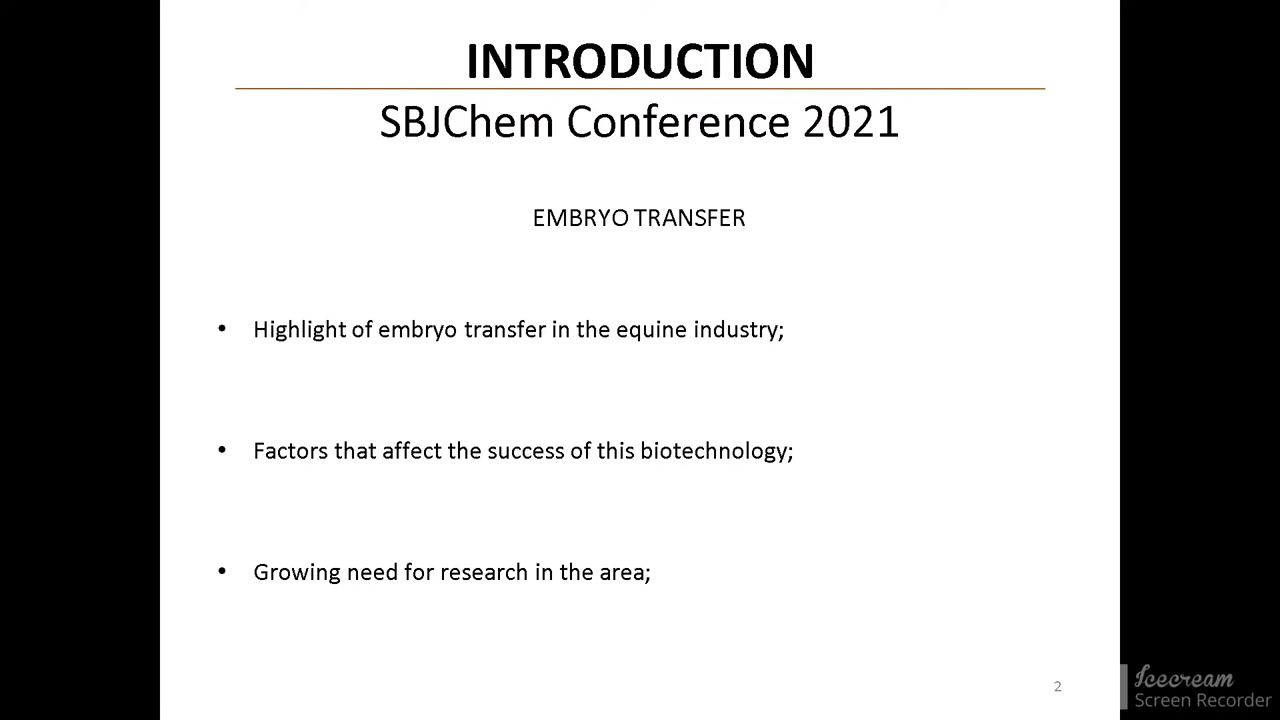 INTRODUCTION
SBJChem Conference 2021
EMBRYO TRANSFER
• Highlight of embryo transfer in the equine industry;
• Factors that affect the success of this biotechnology;
• Growing need for research in the area;
2
Icecream
Screen Recorder